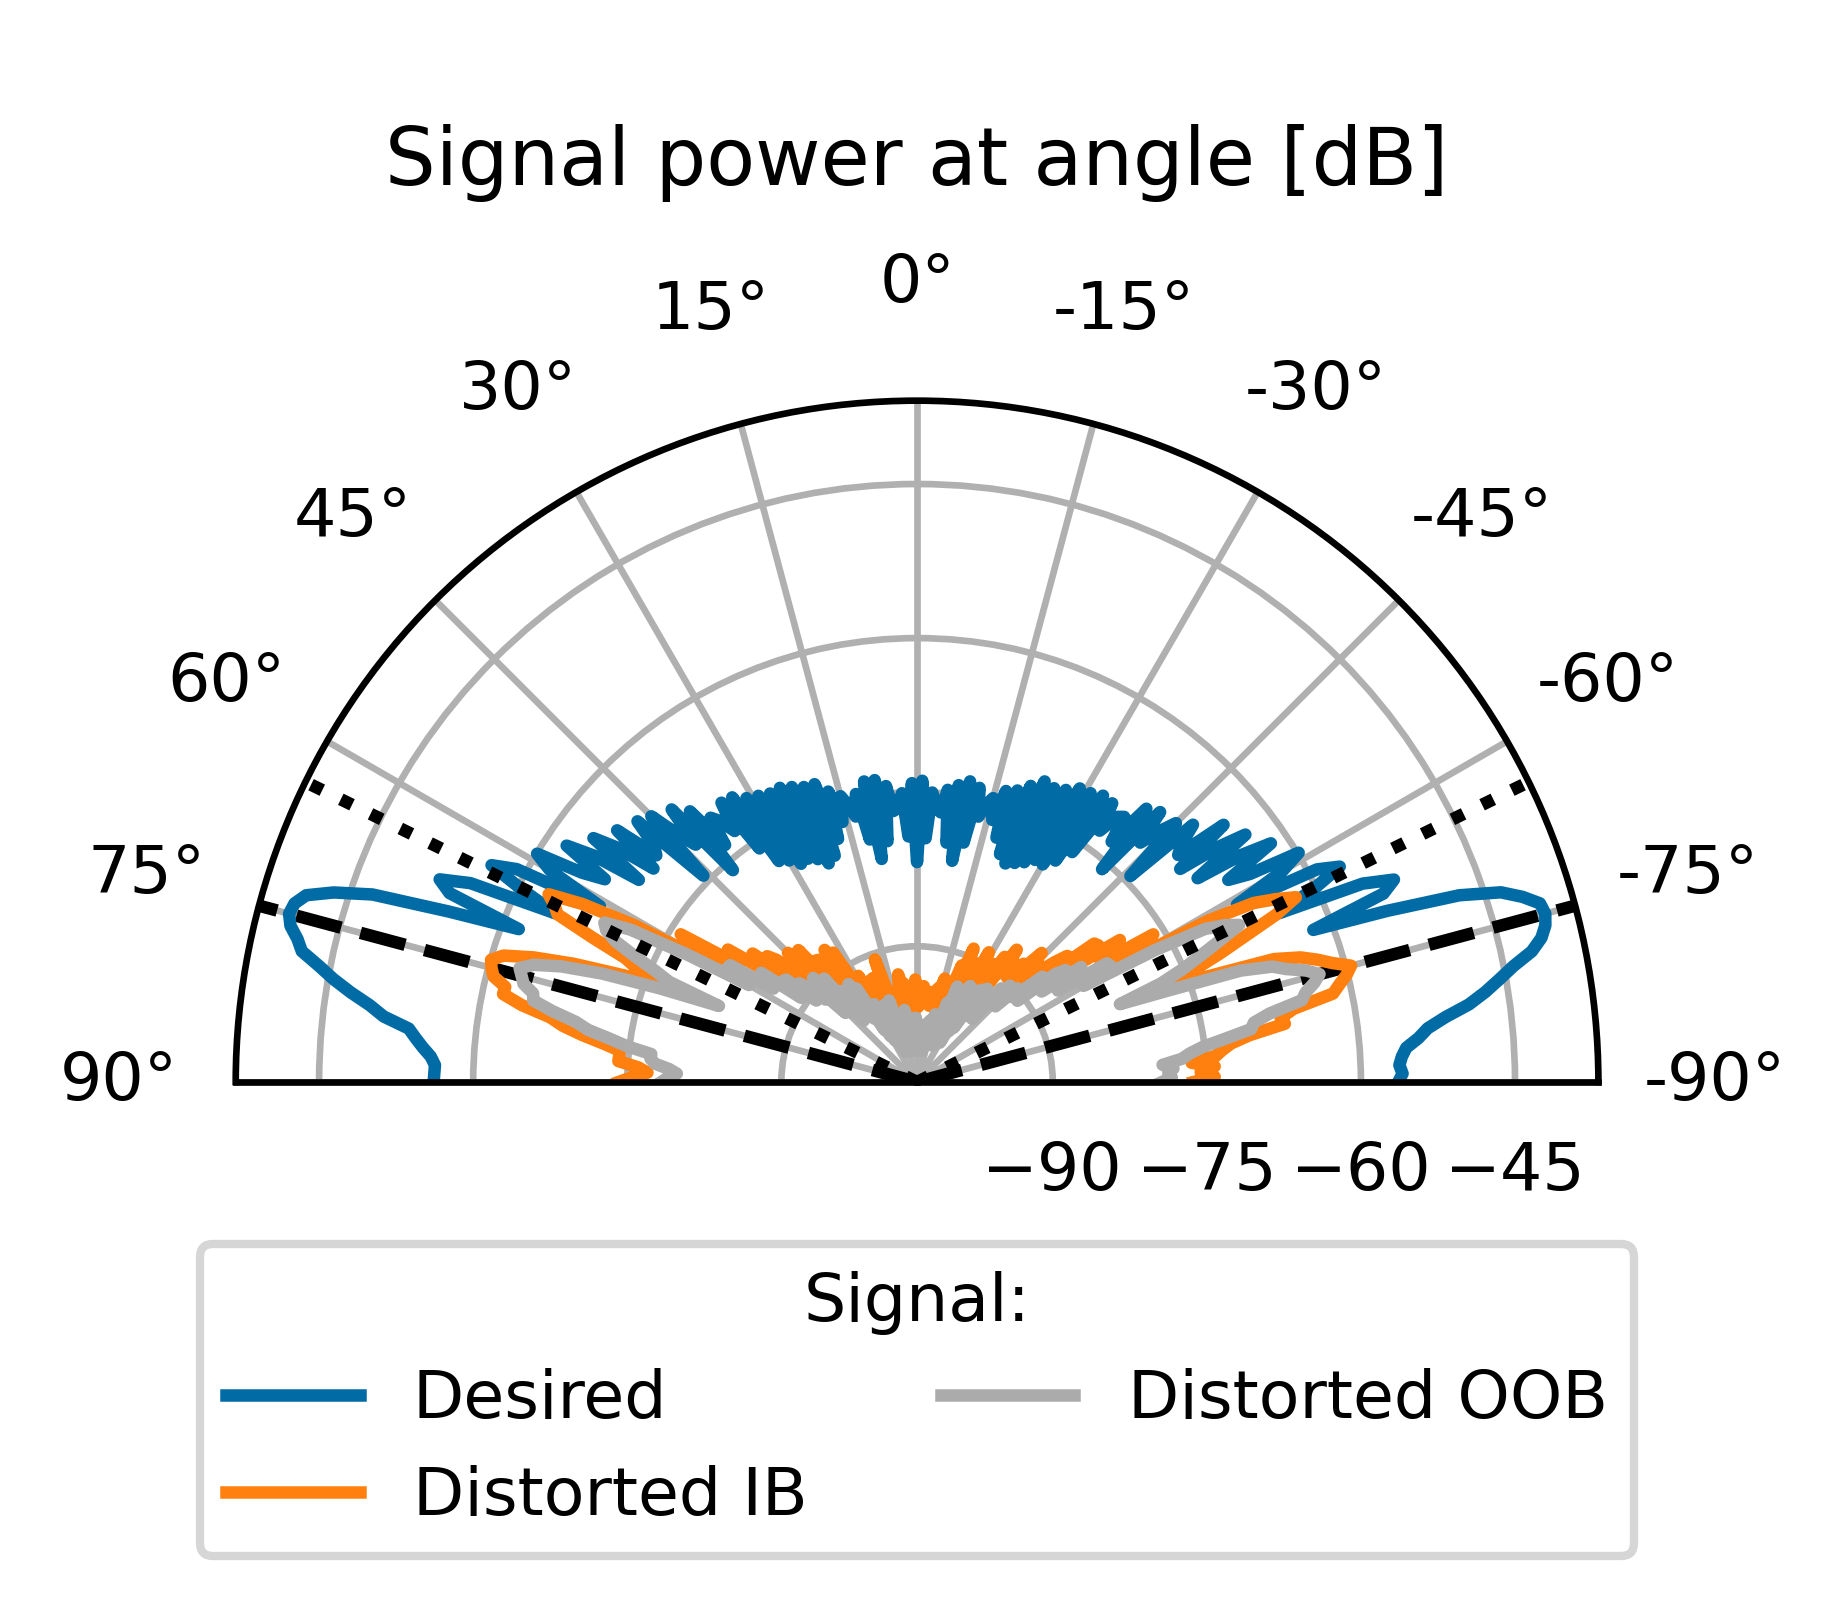 Signal power at angle [dB]
0°
15° -15°
30° -30°
45° -45°
60° -60°
75° -75°
90° -90°
−90 −75 −60 −45
Signal:
Desired Distorted OOB
Distorted IB